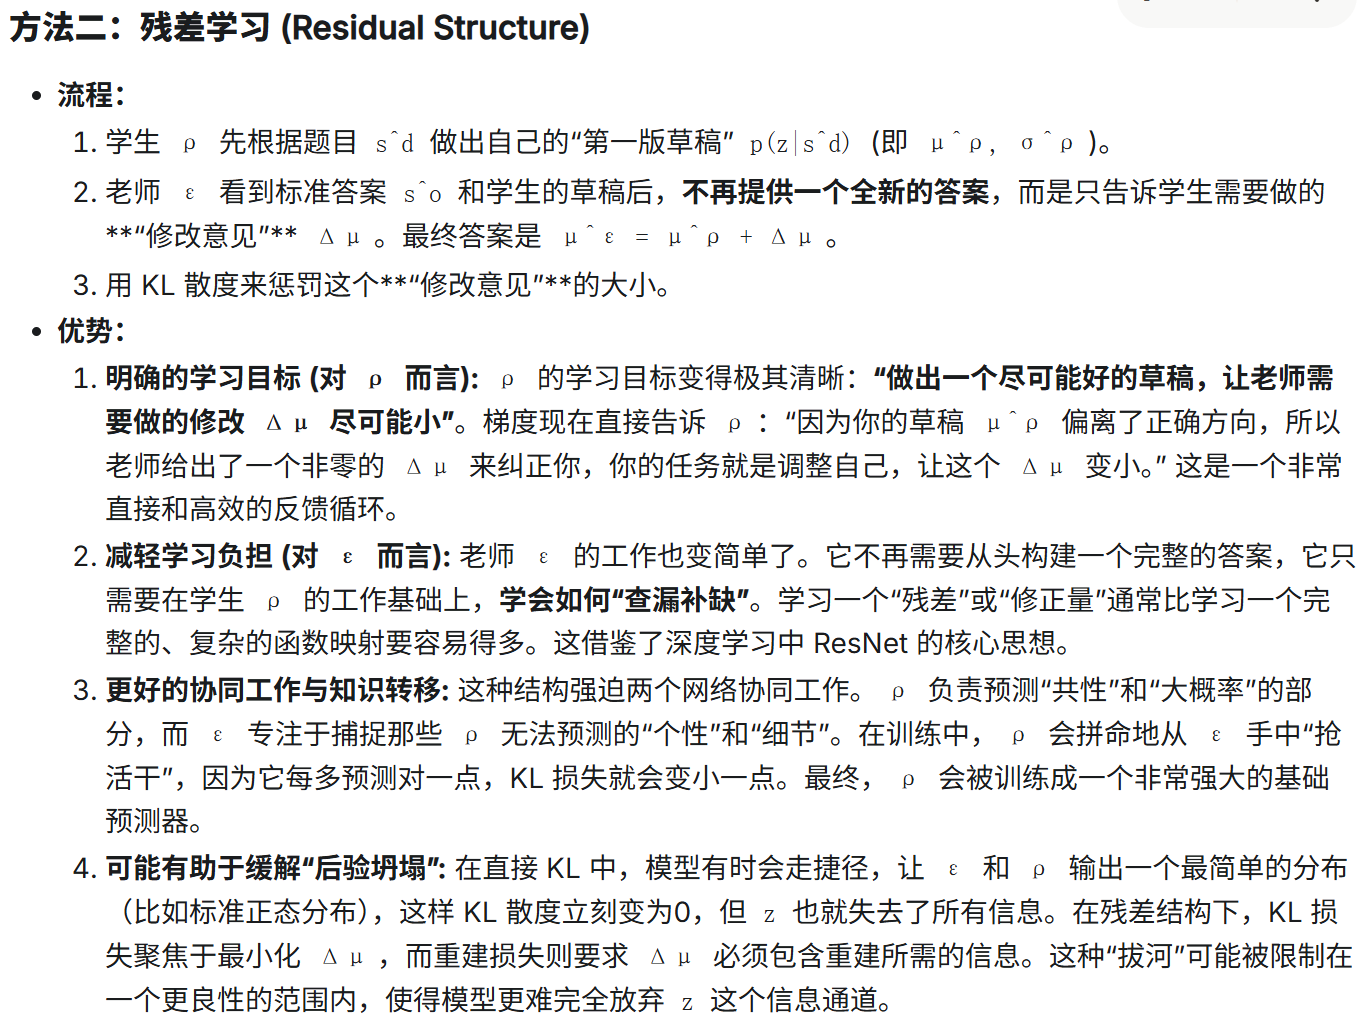 方法二：残差学习 (Residual Structure)
• 流程：
1. 学生 ρ 先根据题目 s^d 做出自己的“第一版草稿” p(z|s^d) (即 μ^ρ, σ^ρ )。
2. 老师 ε 看到标准答案 s^o 和学生的草稿后，不再提供一个全新的答案，而是只告诉学生需要做的
**“修改意见”** Δμ 。最终答案是 μ^ε = μ^ρ + Δμ 。
3. 用 KL 散度来惩罚这个**“修改意见”**的大小。
• 优势：
1. 明确的学习目标 (对 ρ 而言): ρ 的学习目标变得极其清晰：“做出一个尽可能好的草稿，让老师需
要做的修改 Δμ 尽可能小”。梯度现在直接告诉 ρ ：“因为你的草稿 μ^ρ 偏离了正确方向，所以
老师给出了一个非零的 Δμ 来纠正你，你的任务就是调整自己，让这个 Δμ 变小。” 这是一个非常
直接和高效的反馈循环。
2. 减轻学习负担 (对 ε 而言): 老师 ε 的工作也变简单了。它不再需要从头构建一个完整的答案，它只
需要在学生 ρ 的工作基础上，学会如何“查漏补缺”。学习一个“残差”或“修正量”通常比学习一个完
整的、复杂的函数映射要容易得多。这借鉴了深度学习中 ResNet 的核心思想。
3. 更好的协同工作与知识转移: 这种结构强迫两个网络协同工作。 ρ 负责预测“共性”和“大概率”的部
分，而 ε 专注于捕捉那些 ρ 无法预测的“个性”和“细节”。在训练中， ρ 会拼命地从 ε 手中“抢
活干”，因为它每多预测对一点，KL 损失就会变小一点。最终， ρ 会被训练成一个非常强大的基础
预测器。
4. 可能有助于缓解“后验坍塌”: 在直接 KL 中，模型有时会走捷径，让 ε 和 ρ 输出一个最简单的分布
（比如标准正态分布），这样 KL 散度立刻变为0，但 z 也就失去了所有信息。在残差结构下，KL 损
失聚焦于最小化 Δμ ，而重建损失则要求 Δμ 必须包含重建所需的信息。这种“拔河”可能被限制在
一个更良性的范围内，使得模型更难完全放弃 z 这个信息通道。